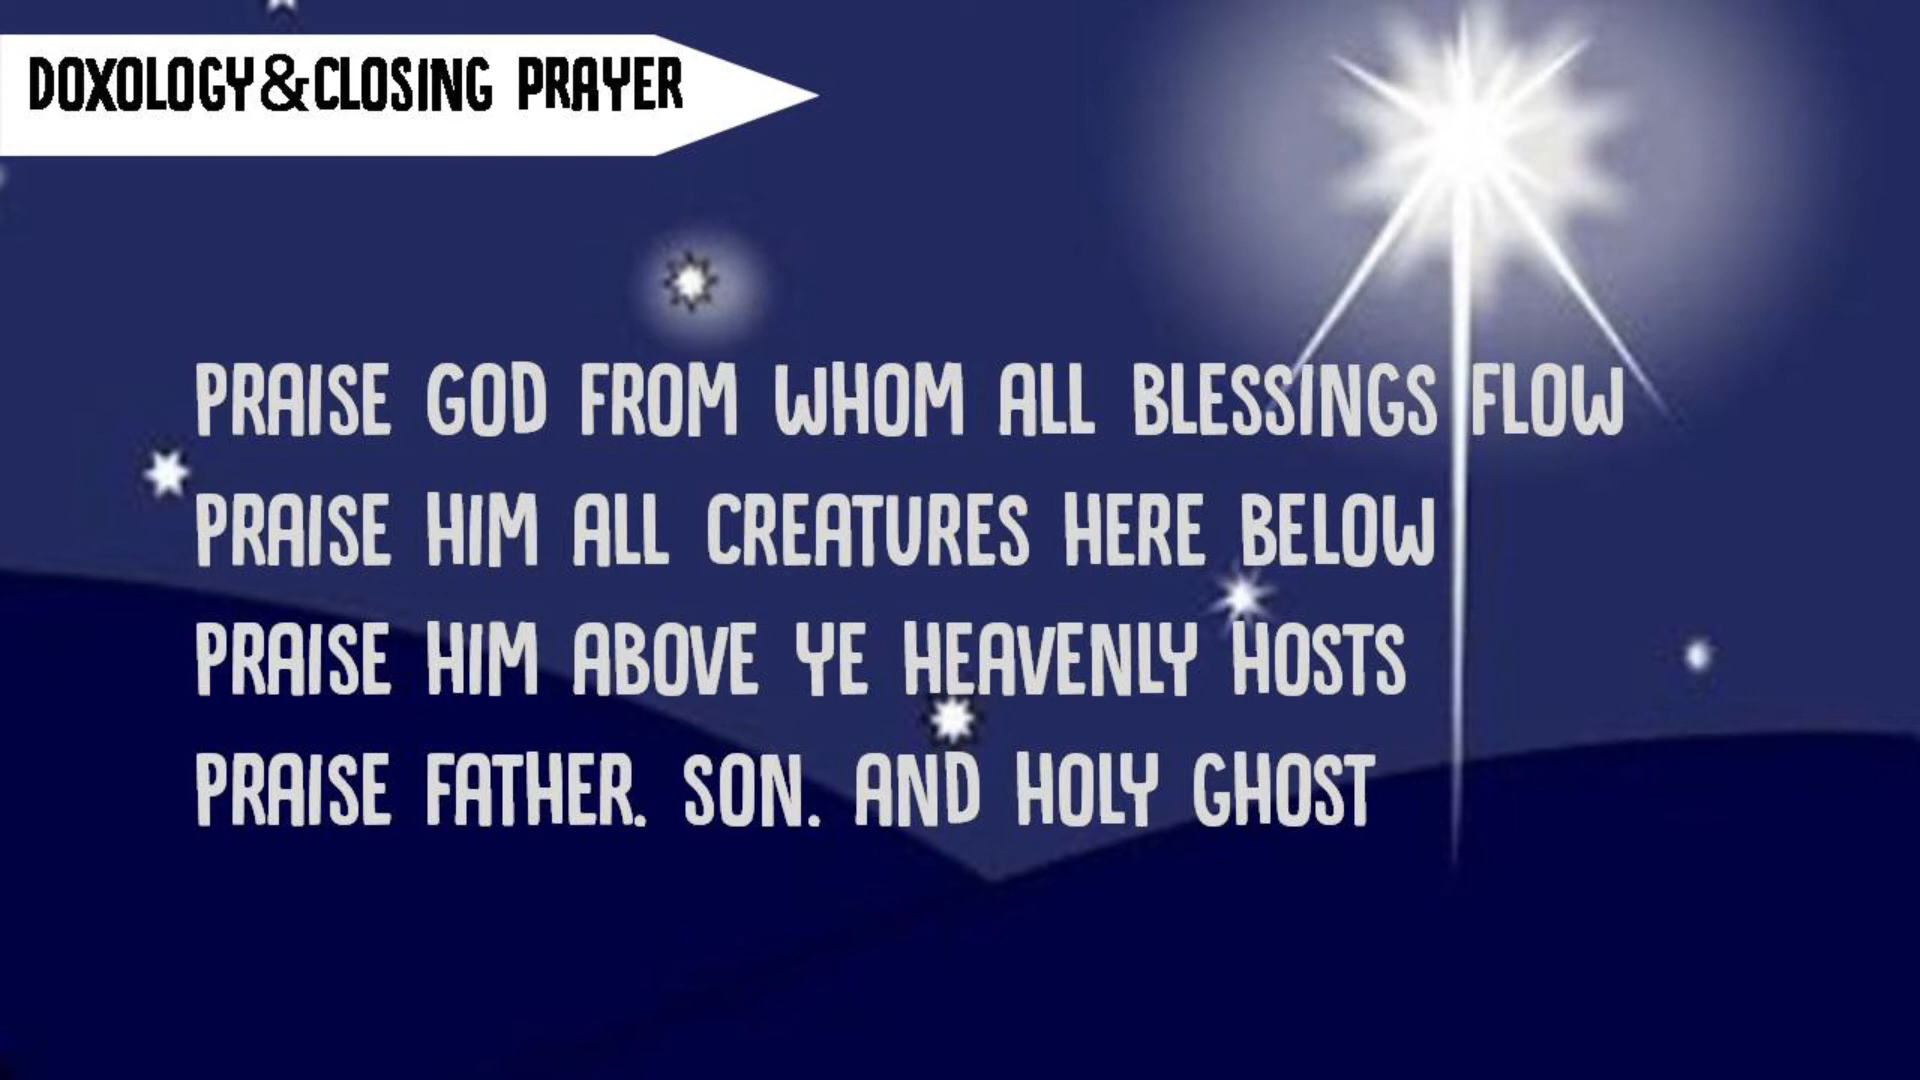 DOXOLOGY&CLOSING PRAYER
PRAISE GOD FROM WHOM ALL BLESSINGS FLOW
PRAISE HIM ALL CREATURES HERE BELOW
PRAISE HIM ABOVE YE HEAVENLY HOSTS
PRAISE FATHER. SON. AND HOLY GHOST